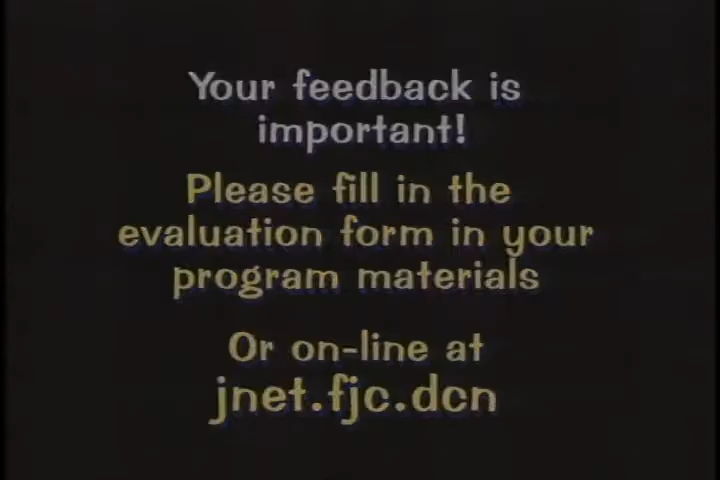 Your feedback is
important!
Please fill in the
evaluation form in your
program materials
Or on-line at
jnet.fjc.dcn